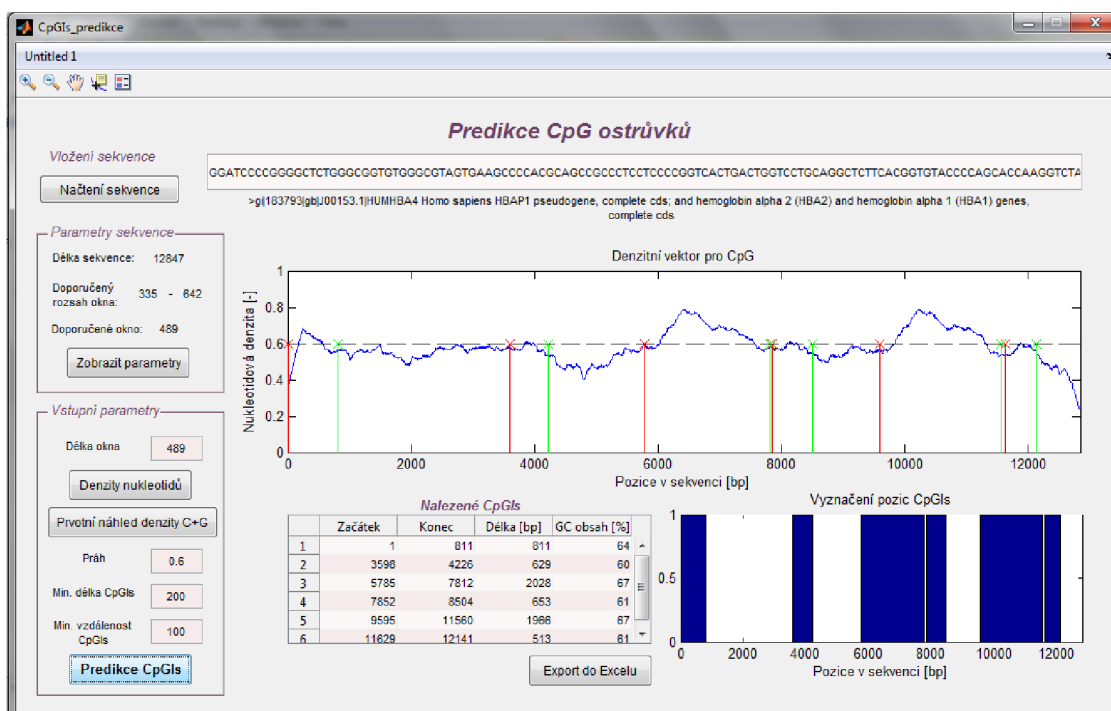 CpGIs_predikce
Untitled 1
Predikce CpG ostrůvků
Vložení sekvence
Načtení sekvence
GGATCCCCGGGGCTCTGGGCGGTGTGGGCGTAGTGAAGCCCCACGCAGCCGCCCTCCTCCCCGGTCACTGACTGGTCCTGCAGGCTCTTCACGGTGTACCCCAGCACCAAGGTCTA
>gi|183793|gb|J00153.1|HUMHBA4 Homo sapiens HBAP1 pseudogene, complete cds; and hemoglobin alpha 2 (HBA2) and hemoglobin alpha 1 (HBA1) genes,
complete cds
Parametry sekvence
Délka sekvence: 12847
Doporučený
rozsah okna: 335 - 642
Doporučené okno: 489
Zobrazit parametry
Vstupní parametry
Délka okna 489
Denzity nukleotidů
Prvotní náhled denzity C+G
Práh 0.6
Min. délka CpGIs 200
Min. vzdálenost
CpGIs 100
Predikce CpGIs
Denzitní vektor pro CpG
Nukleotidová denzita [-]
1
0.8
0.6
0.4
0.2
0
0 2000 4000 6000 8000 10000 12000
Pozice v sekvenci [bp]
Nalezené CpGIs
Začátek Konec Délka [bp] GC obsah [%]
1 1 811 811 64
2 3598 4226 629 60
3 5785 7812 2028 67
4 7852 8504 653 61
5 9595 11560 1966 67
6 11629 12141 513 61
Export do Excelu
Vyznačení pozic CpGIs
1
0.5
0
0 2000 4000 6000 8000 10000 12000
Pozice v sekvenci [bp]